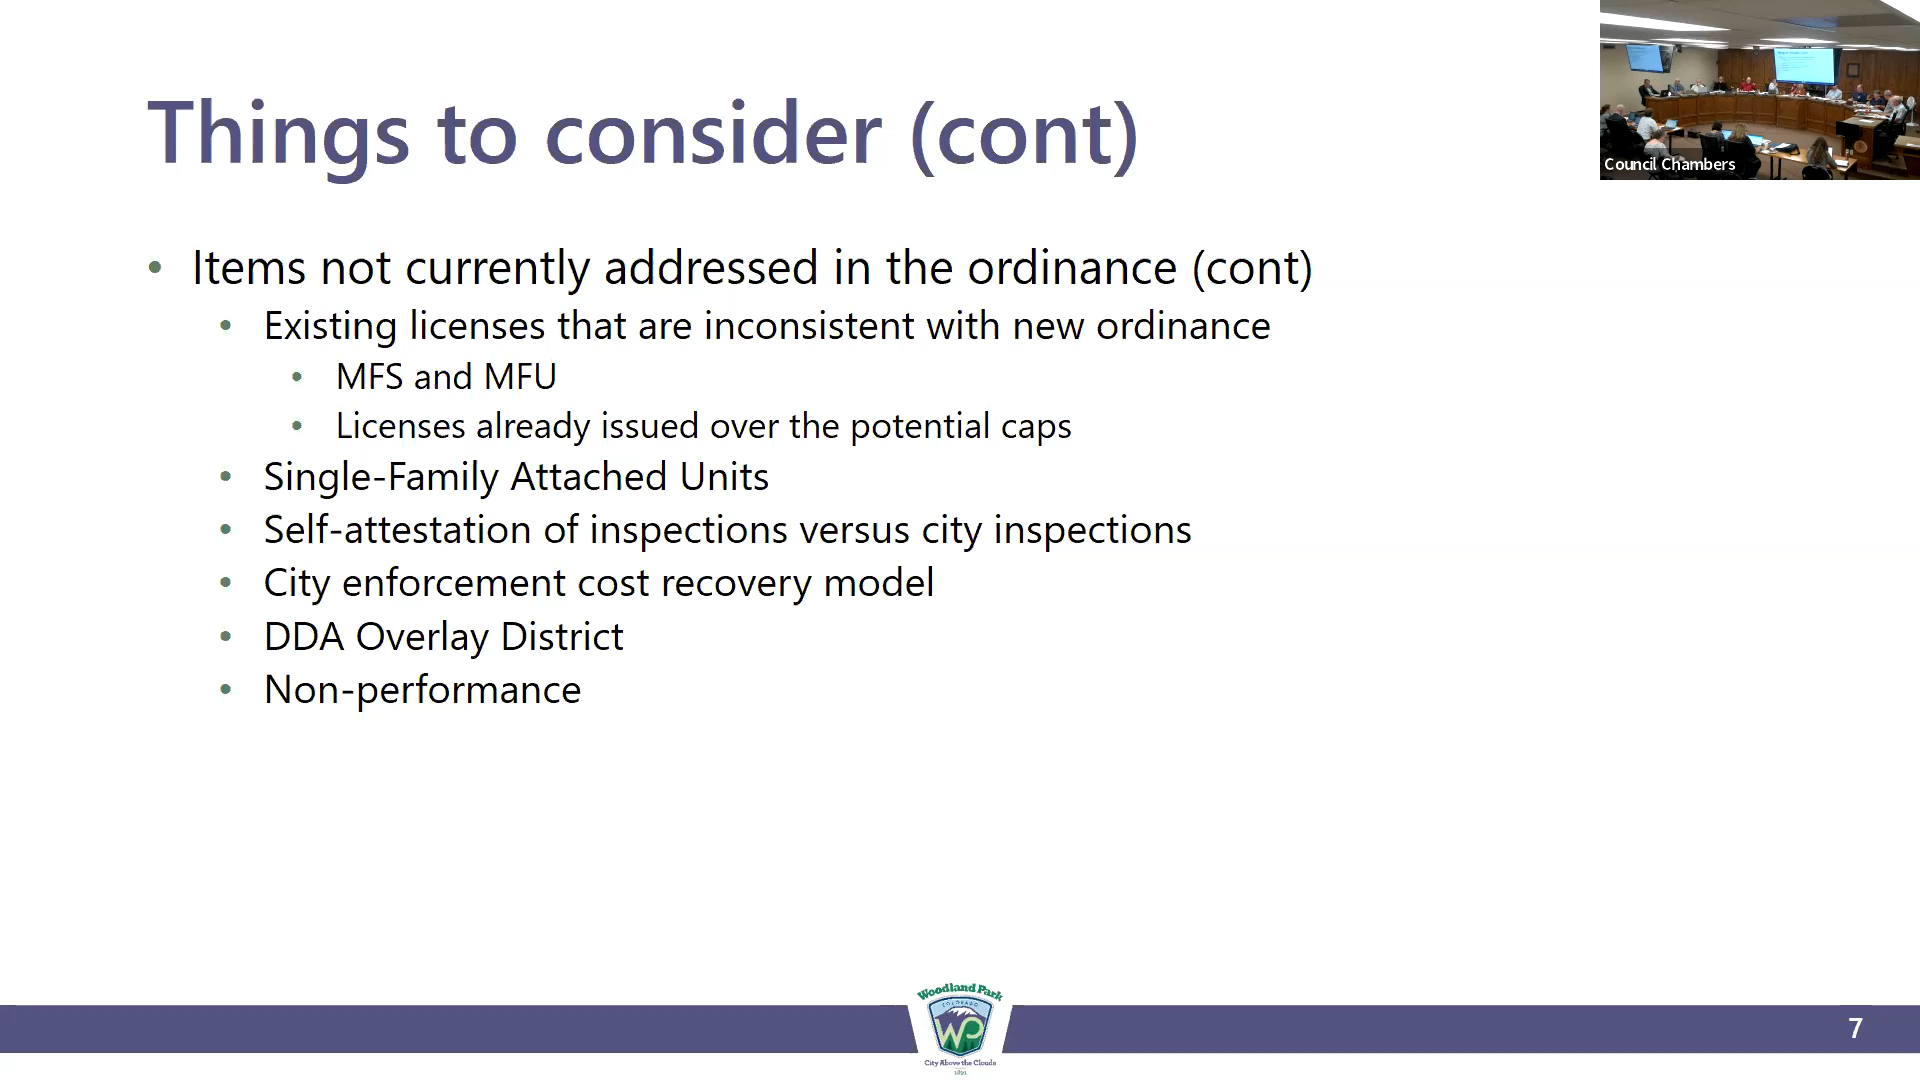 Things to consider (cont)
Council Chambers
• Items not currently addressed in the ordinance (cont)
• Existing licenses that are inconsistent with new ordinance
• MFS and MFU
• Licenses already issued over the potential caps
• Single-Family Attached Units
• Self-attestation of inspections versus city inspections
• City enforcement cost recovery model
• DDA Overlay District
• Non-performance
Woodland Park
COLORADO
WP
City Above the Clouds
1891
7